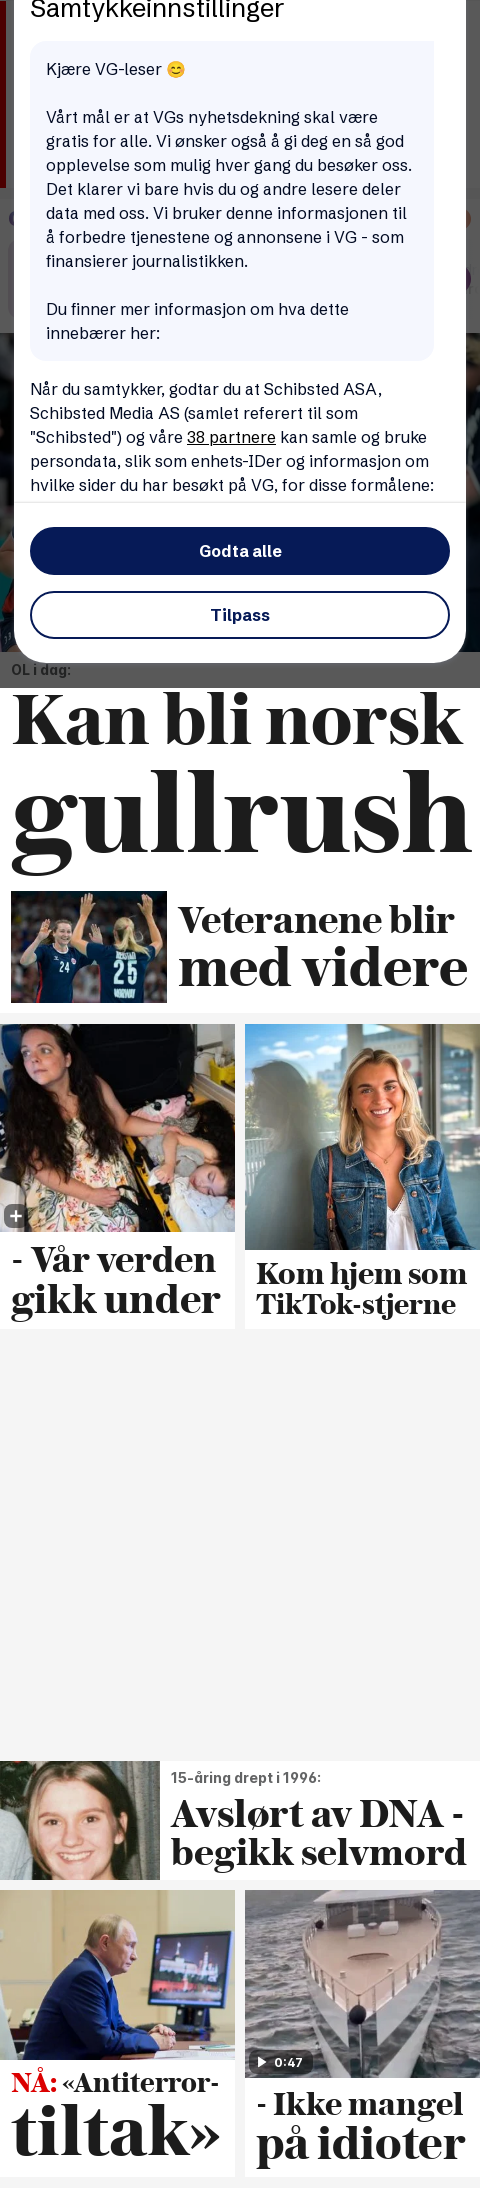 Samtykkeinnstillinger
Kjære VG-leser 😊
Vårt mål er at VGs nyhetsdekning skal være
gratis for alle. Vi ønsker også å gi deg en så god
opplevelse som mulig hver gang du besøker oss.
Det klarer vi bare hvis du og andre lesere deler
data med oss. Vi bruker denne informasjonen til
å forbedre tjenestene og annonsene i VG - som
finansierer journalistikken.
Du finner mer informasjon om hva dette
innebærer her:
Når du samtykker, godtar du at Schibsted ASA,
Schibsted Media AS (samlet referert til som
"Schibsted") og våre 38 partnere kan samle og bruke
persondata, slik som enhets-IDer og informasjon om
hvilke sider du har besøkt på VG, for disse formålene:
Godta alle
Tilpass
OL i dag:
Kan bli norsk
gullrush
24
25
NORWAY
Veteranene blir
med videre
- Vår verden
gikk under
Kom hjem som
TikTok-stjerne
15-åring drept i 1996:
Avslørt av DNA -
begikk selvmord
NÅ: «Antiterror-
tiltak»
0:47
- Ikke mangel
på idioter